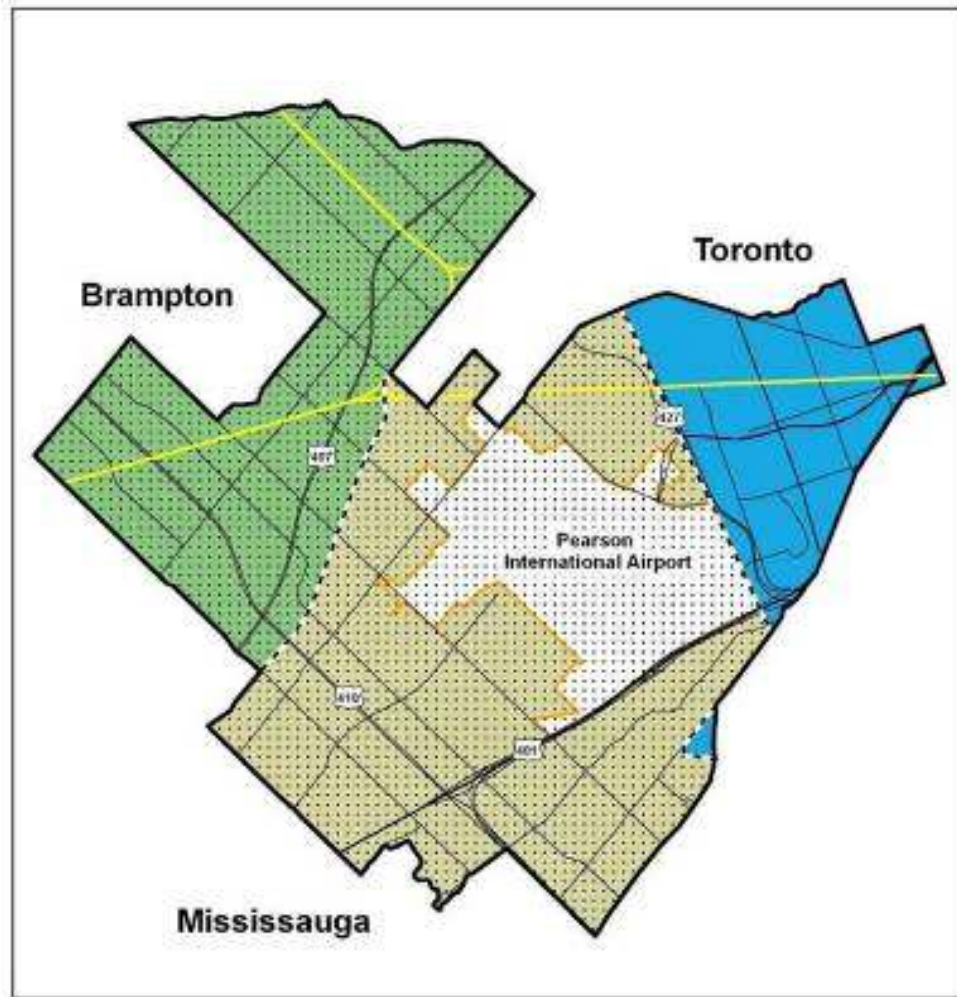 Toronto
Brampton
427
407
Pearson
International Airport
410
401
Mississauga